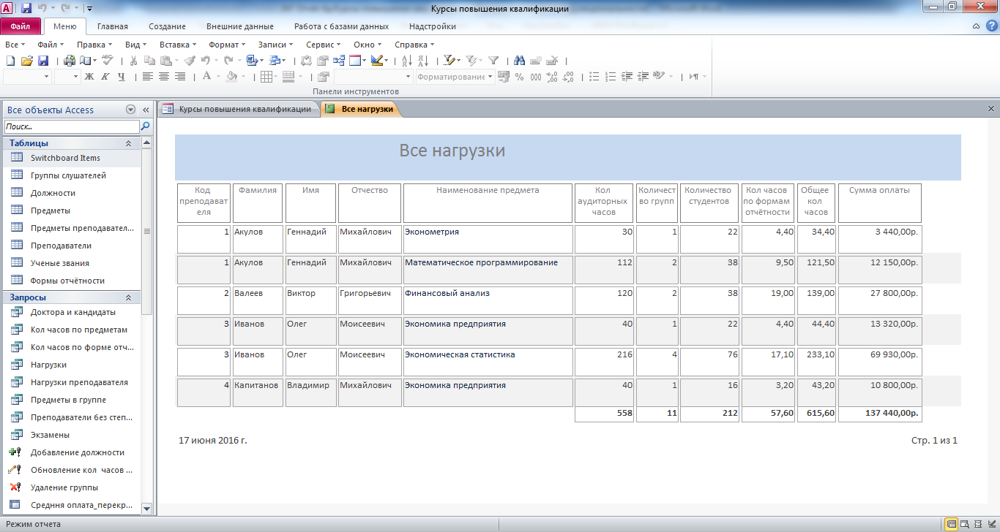 Курсы повышения квалификации
Файл Меню Главная Создание Внешние данные Работа с базами данных Надстройки
Все Файл Правка Вид Вставка Формат Записи Сервис Окно Справка
Ж К Ч A Форматирование % 000
Панели инструментов
Все объекты Access
Поиск...
Таблицы
Switchboard Items
Группы слушателей
Должности
Предметы
Предметы преподавател...
Преподаватели
Ученые звания
Формы отчётности
Запросы
Доктора и кандидаты
Кол часов по предметам
Кол часов по форме отч...
Нагрузки
Нагрузки преподавателя
Предметы в группе
Преподаватели без степ...
Экзамены
Добавление должности
Обновление кол часов ...
Удаление группы
Средння оплата_перекр...
Курсы повышения квалификации Все нагрузки
Все нагрузки
Код преподавателя Фамилия Имя Отчество Наименование предмета Кол аудиторных часов Количество групп Количество студентов Кол часов по формам отчётности Общее кол часов Сумма оплаты
1 Акулов Геннадий Михайлович Эконометрия 30 1 22 4,40 34,40 3 440,00р.
1 Акулов Геннадий Михайлович Математическое программирование 112 2 38 9,50 121,50 12 150,00р.
2 Валеев Виктор Григорьевич Финансовый анализ 120 2 38 19,00 139,00 27 800,00р.
3 Иванов Олег Моисеевич Экономика предприятия 40 1 22 4,40 44,40 13 320,00р.
3 Иванов Олег Моисеевич Экономическая статистика 216 4 76 17,10 233,10 69 930,00р.
4 Капитанов Владимир Михайлович Экономика предприятия 40 1 16 3,20 43,20 10 800,00р.
558 11 212 57,60 615,60 137 440,00р.
17 июня 2016 г. Стр. 1 из 1
Режим отчета